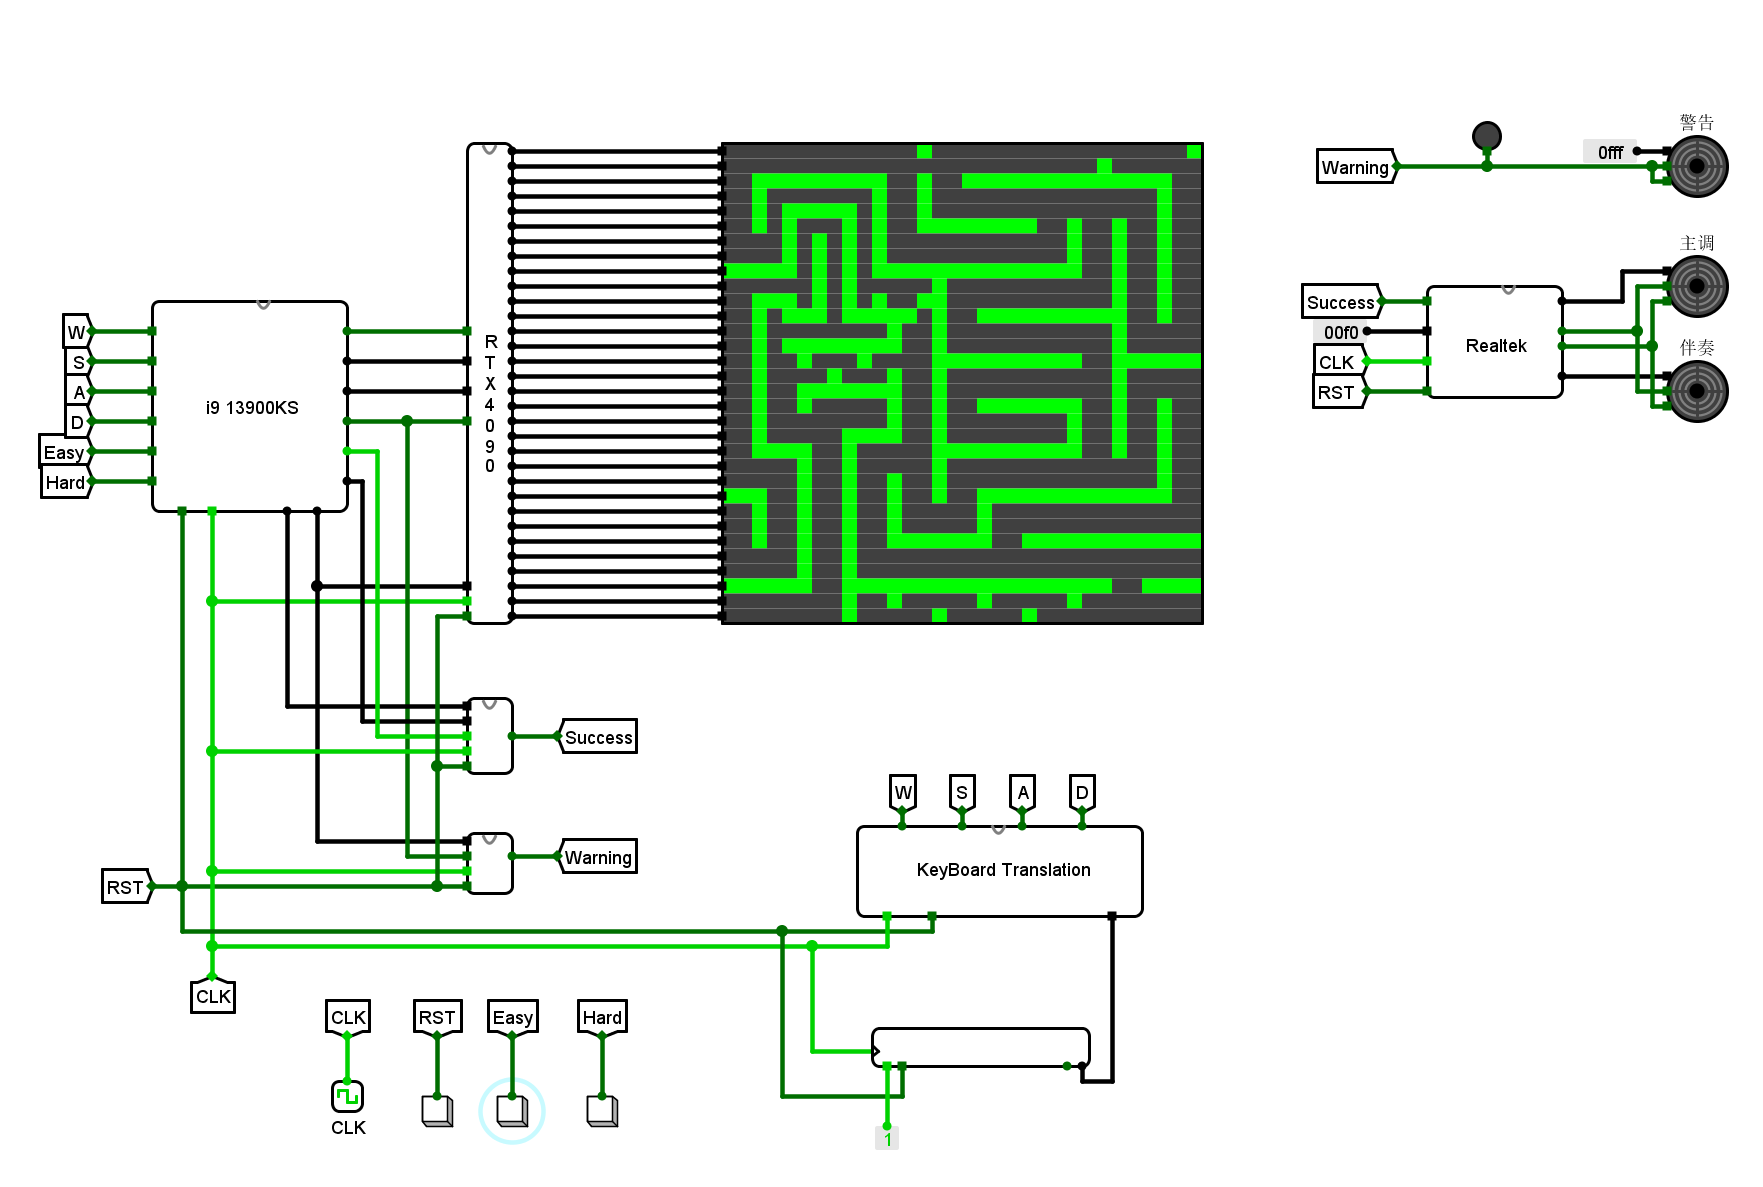 警告
0fff
Warning
主调
W
S
A
D
Easy
Hard
i9 13900KS
R
T
X
4
0
9
0
Success
00f0
CLK
RST
Realtek
伴奏
Success
Warning
RST
W
S
A
D
KeyBoard Translation
CLK
CLK
RST
Easy
Hard
CLK
1